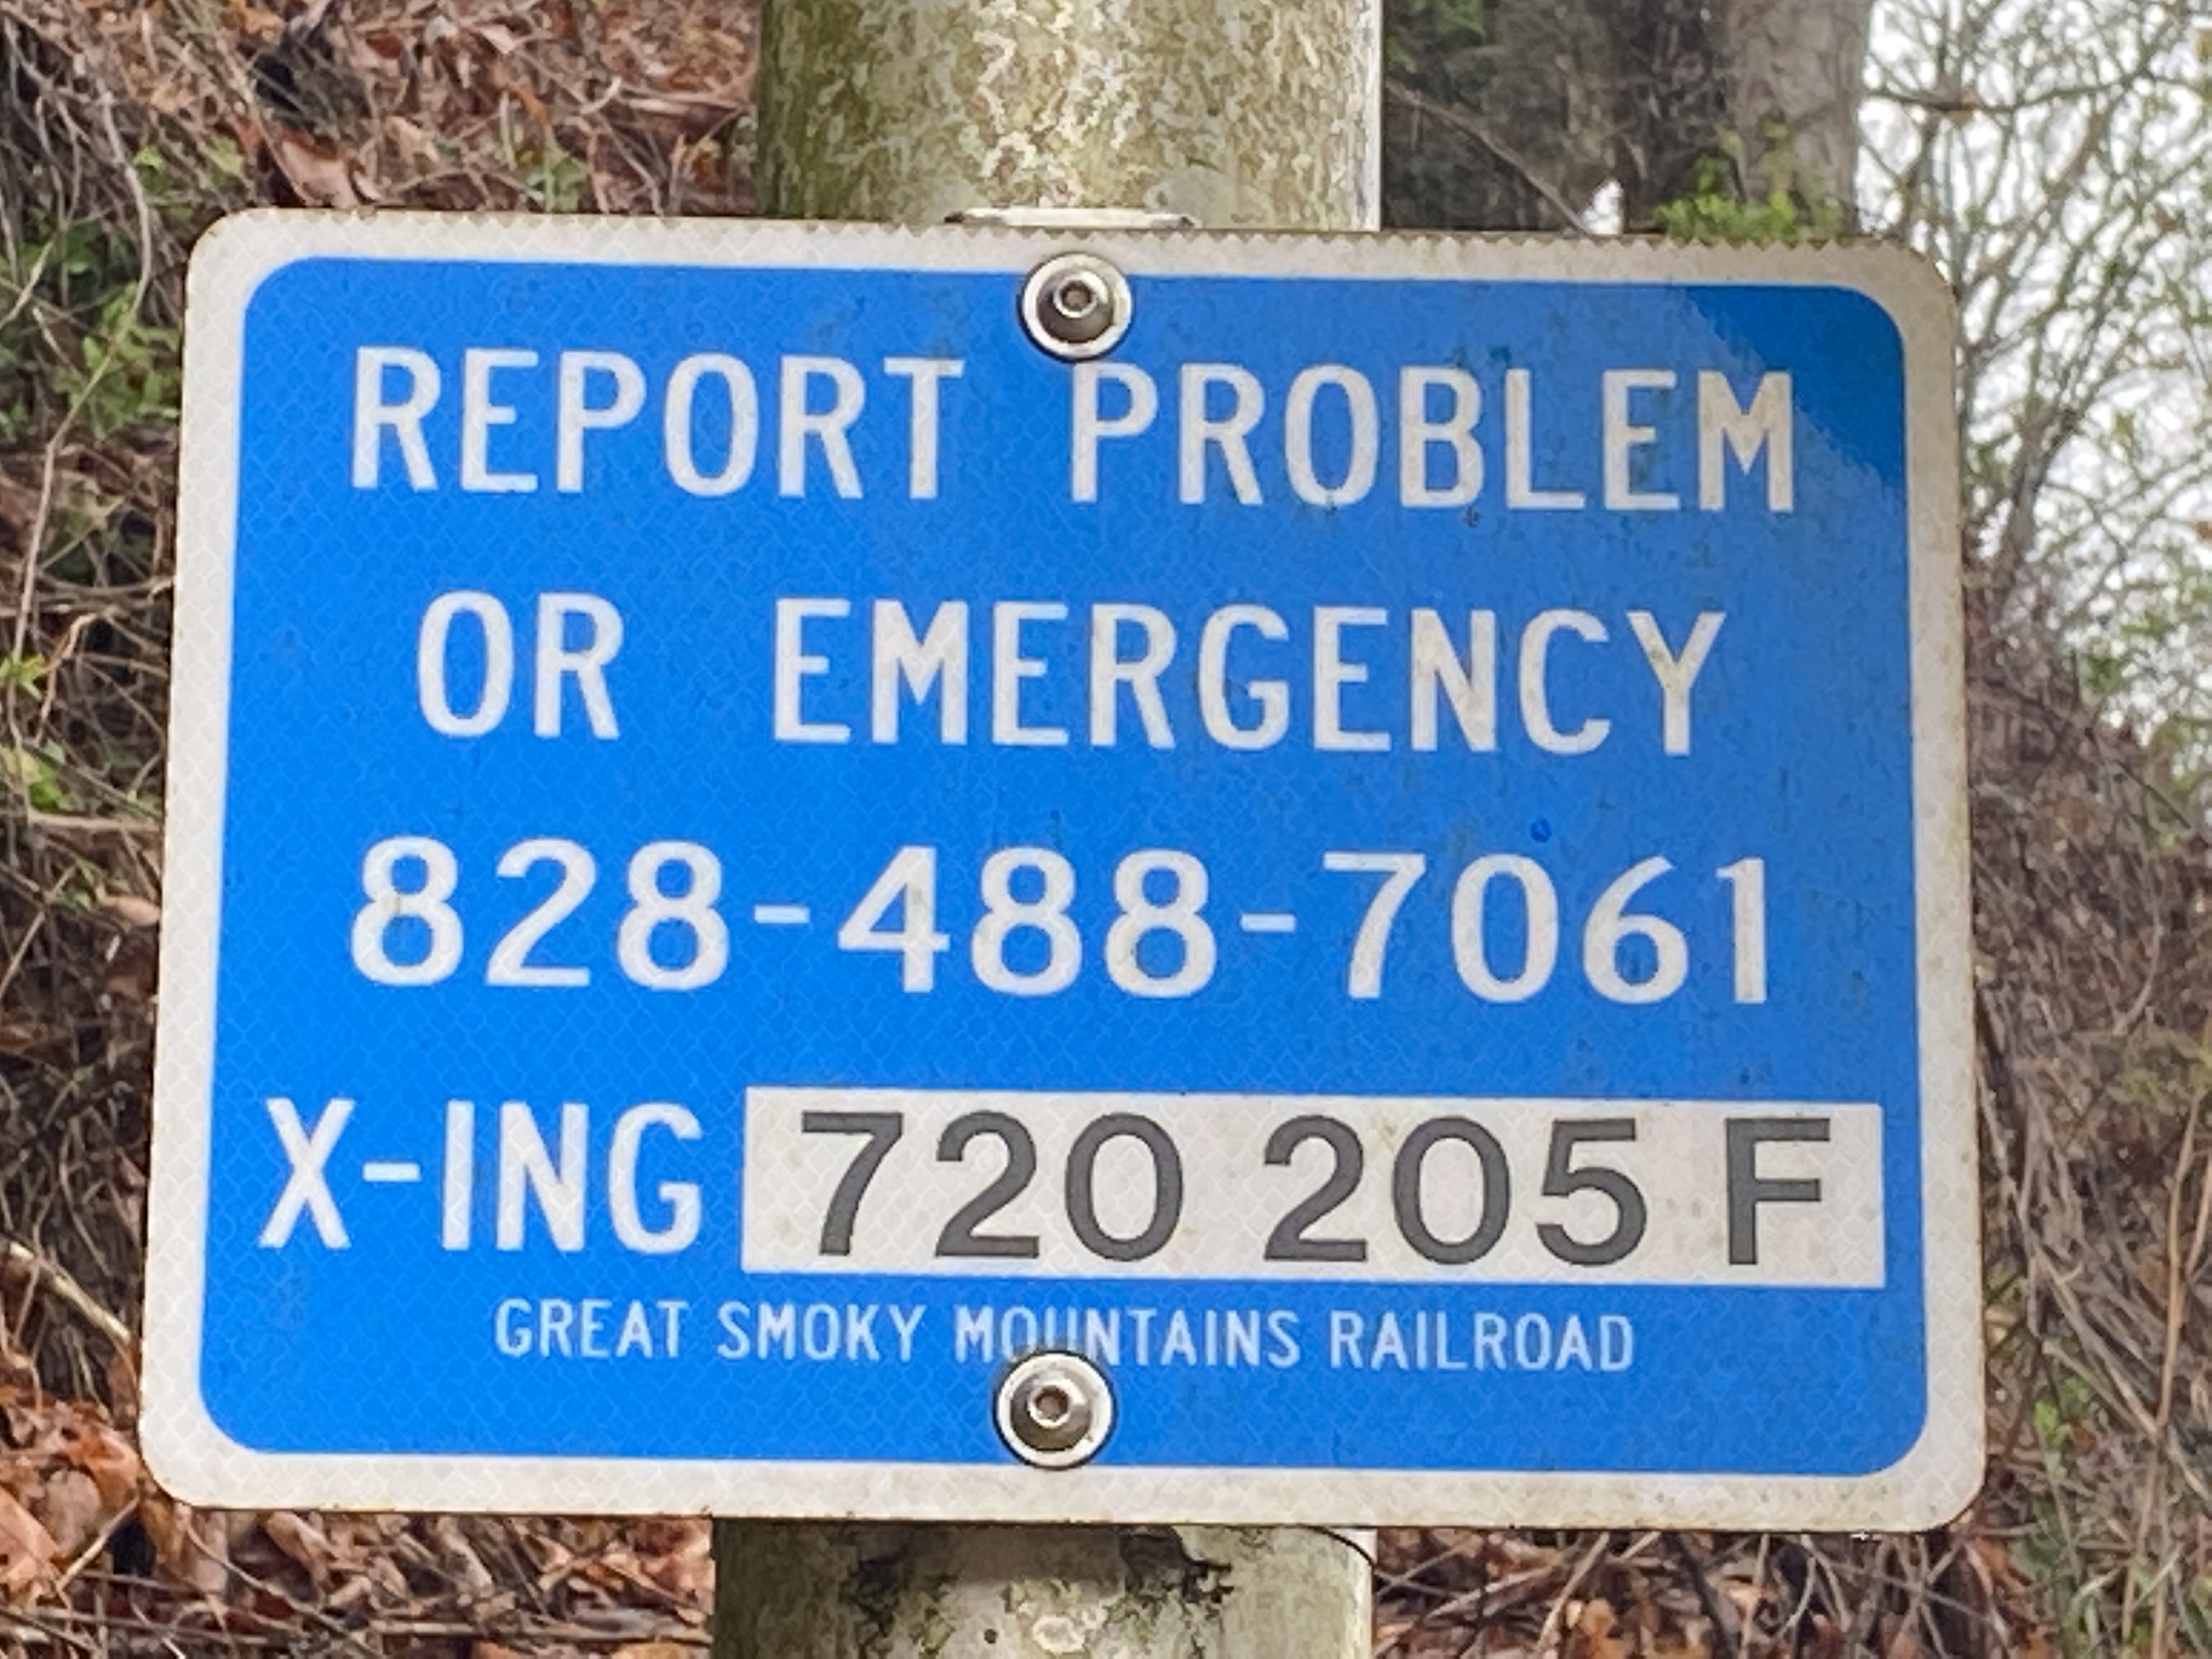 REPORT PROBLEM
OR EMERGENCY
828-488-7061
X-ING 720 205 F
GREAT SMOKY MOUNTAINS RAILROAD